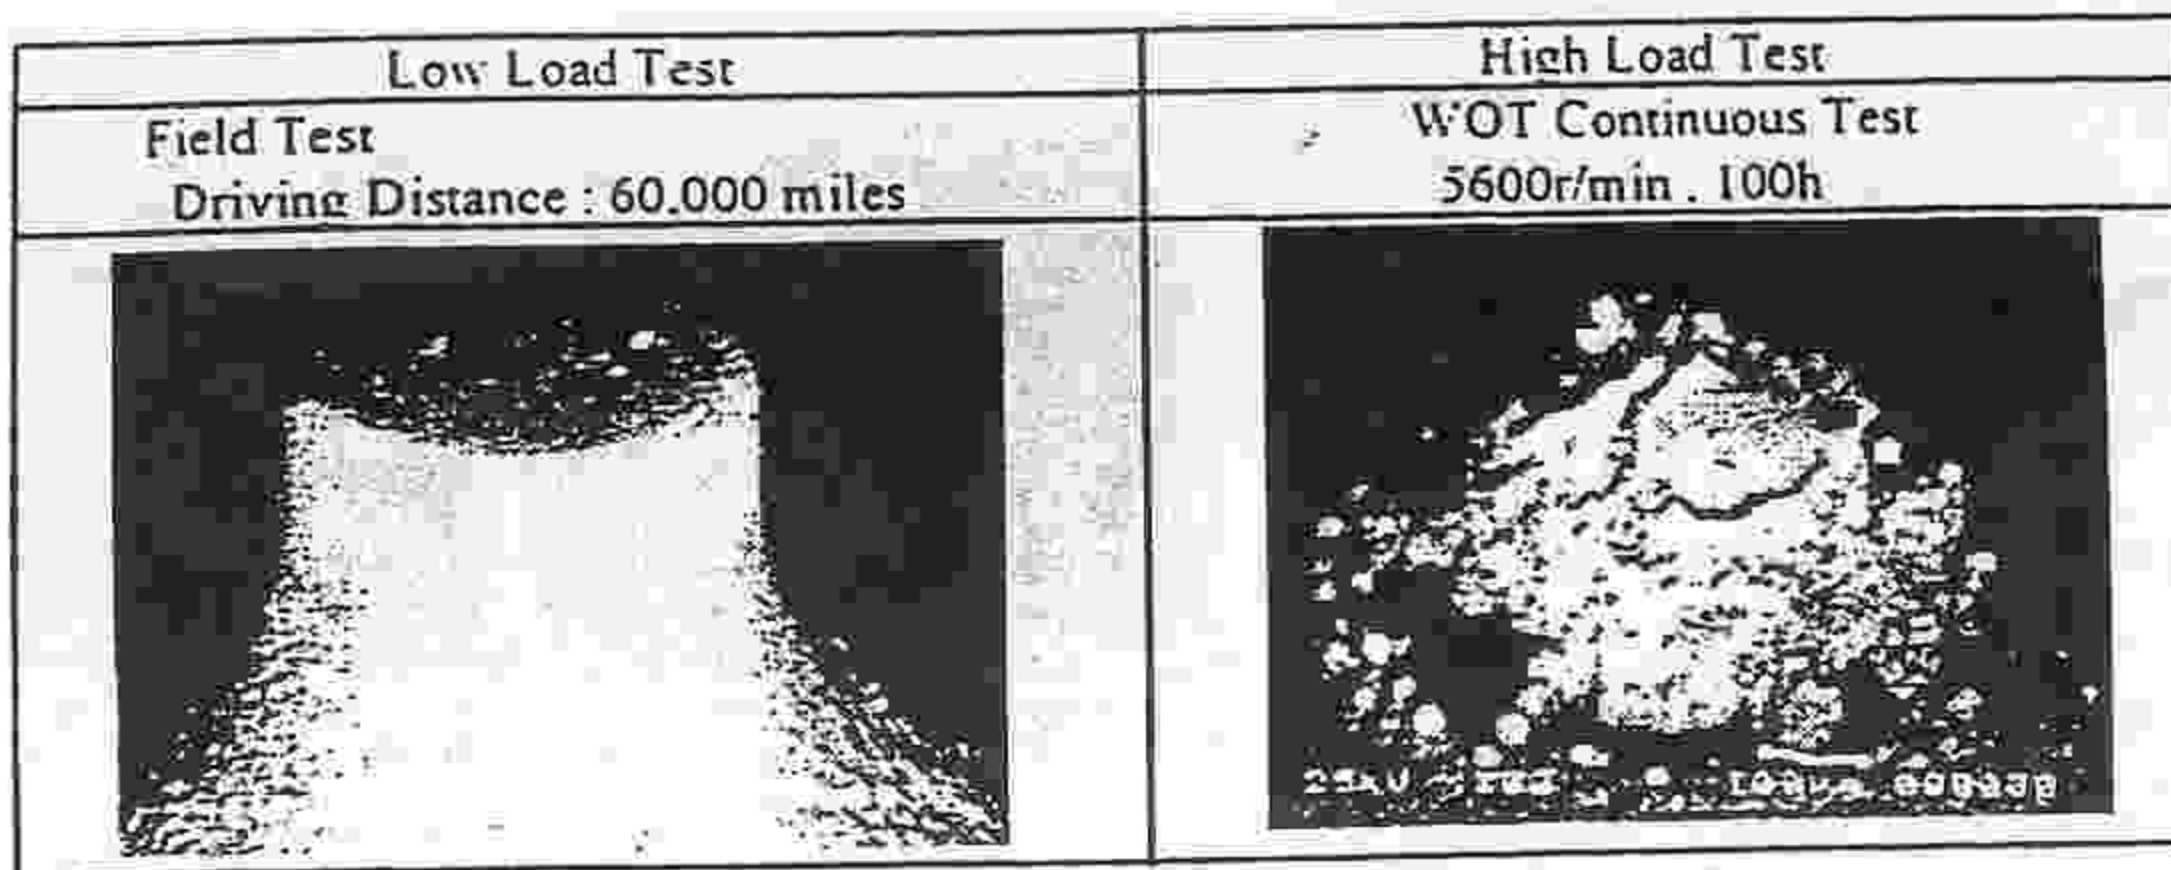 Low Load Test
High Load Test
Field Test
Driving Distance : 60.000 miles
WOT Continuous Test
5600r/min . 100h